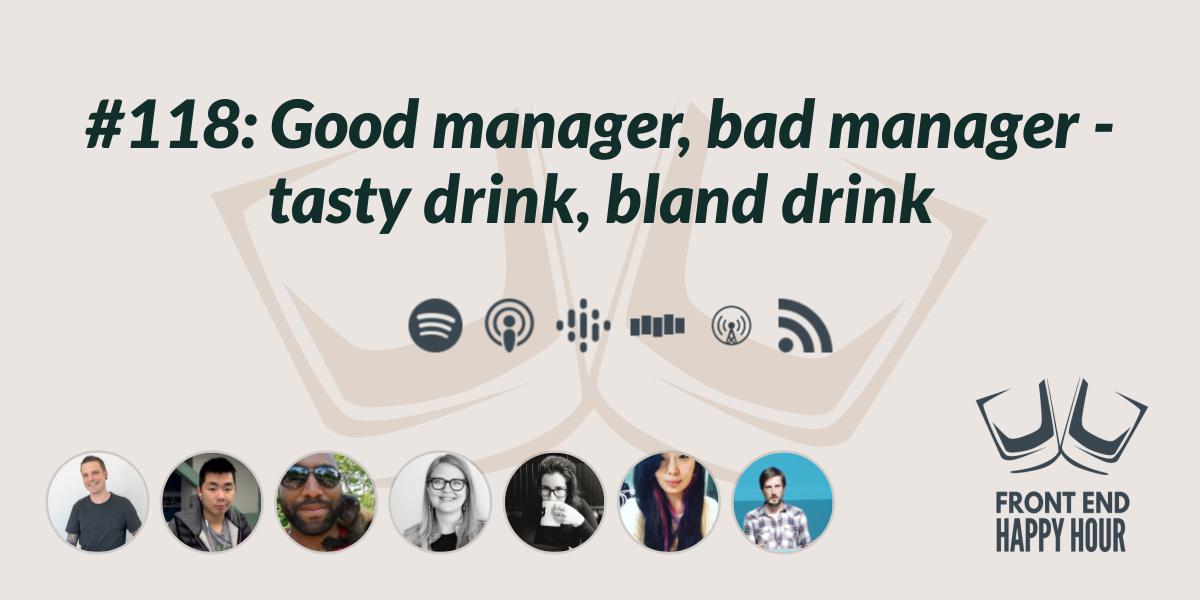 #118: Good manager, bad manager -
tasty drink, bland drink
FRONT END
HAPPY HOUR